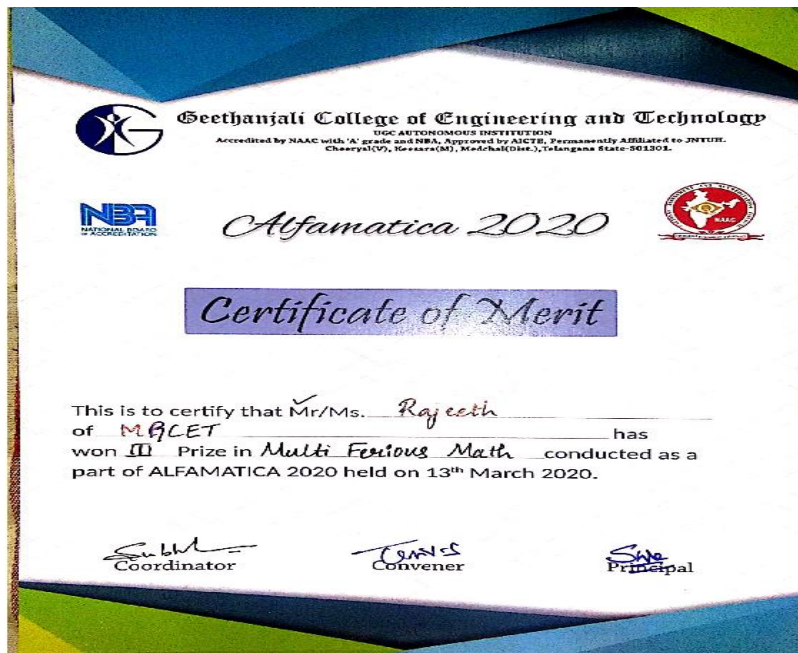 Geethanjali College of Engineering and Technology
UGC AUTONOMOUS INSTITUTION
Accredited by NAAC with 'A' grade and NBA, Approved by AICTE, Permanently Affiliated to JNTUH.
Cheeryal(V), Keesara(M), Medchal(Dist.), Telangana State-501301.
NBA
NATIONAL BOARD
of ACCREDITATION
NAAC
Alfamatica 2020
Certificate of Merit
This is to certify that Mr/Ms. Rajeeth
of MRCET has
won III Prize in Multi Ferious Math conducted as a
part of ALFAMATICA 2020 held on 13th March 2020.
Coordinator
Convener
Principal